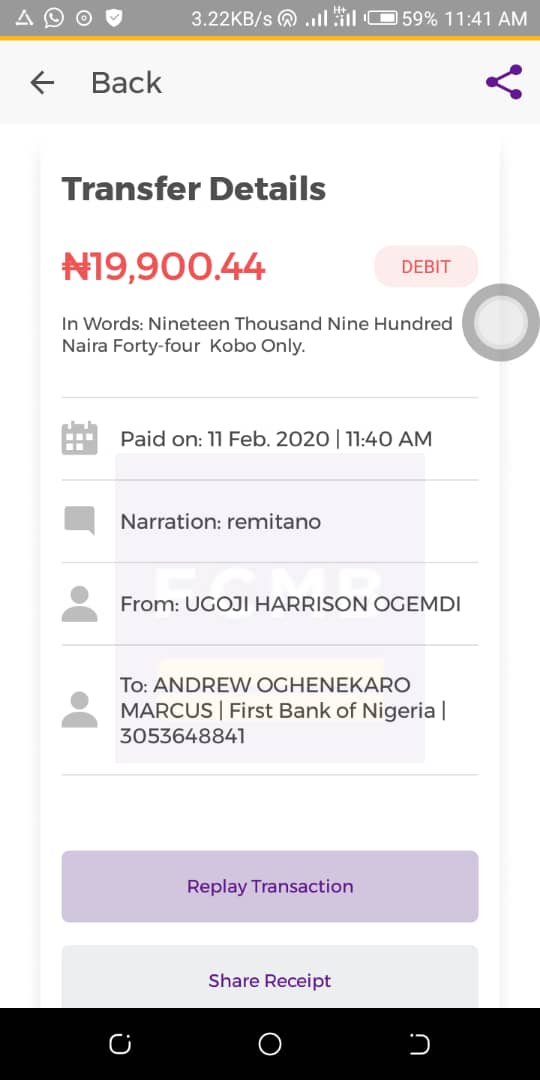 3.22KB/s H+ 59% 11:41 AM
Back
Transfer Details
₦19,900.44 DEBIT
In Words: Nineteen Thousand Nine Hundred
Naira Forty-four Kobo Only.
Paid on: 11 Feb. 2020 | 11:40 AM
Narration: remitano
FCMB
From: UGOJI HARRISON OGEMDI
To: ANDREW OGHENEKARO
MARCUS | First Bank of Nigeria |
3053648841
Replay Transaction
Share Receipt